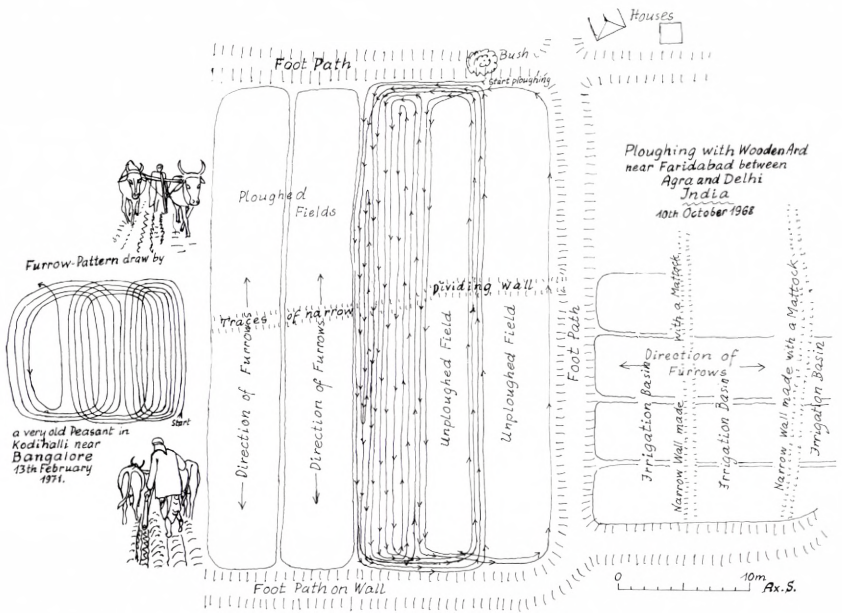 Houses
Foot Path
Bush
Start ploughing
Ploughing with Wooden Ard
near Faridabad between
Agra and Delhi
India
10th October 1968
Ploughed
Fields
Furrow-Pattern draw by
Start
a very old Peasant in
Kodihalli near
Bangalore
13th February
1971.
Dividing Wall
Traces of narrow
Direction of Furrows
Direction of Furrows
Unploughed Field
Unploughed Field
Foot Path
Direction of
Furrows
Irrigation Basin
Narrow Wall made with a Mattock
Irrigation Basin
Narrow Wall made with a Mattock
Irrigation Basin
Foot Path on Wall
0 10m
Ax.S.